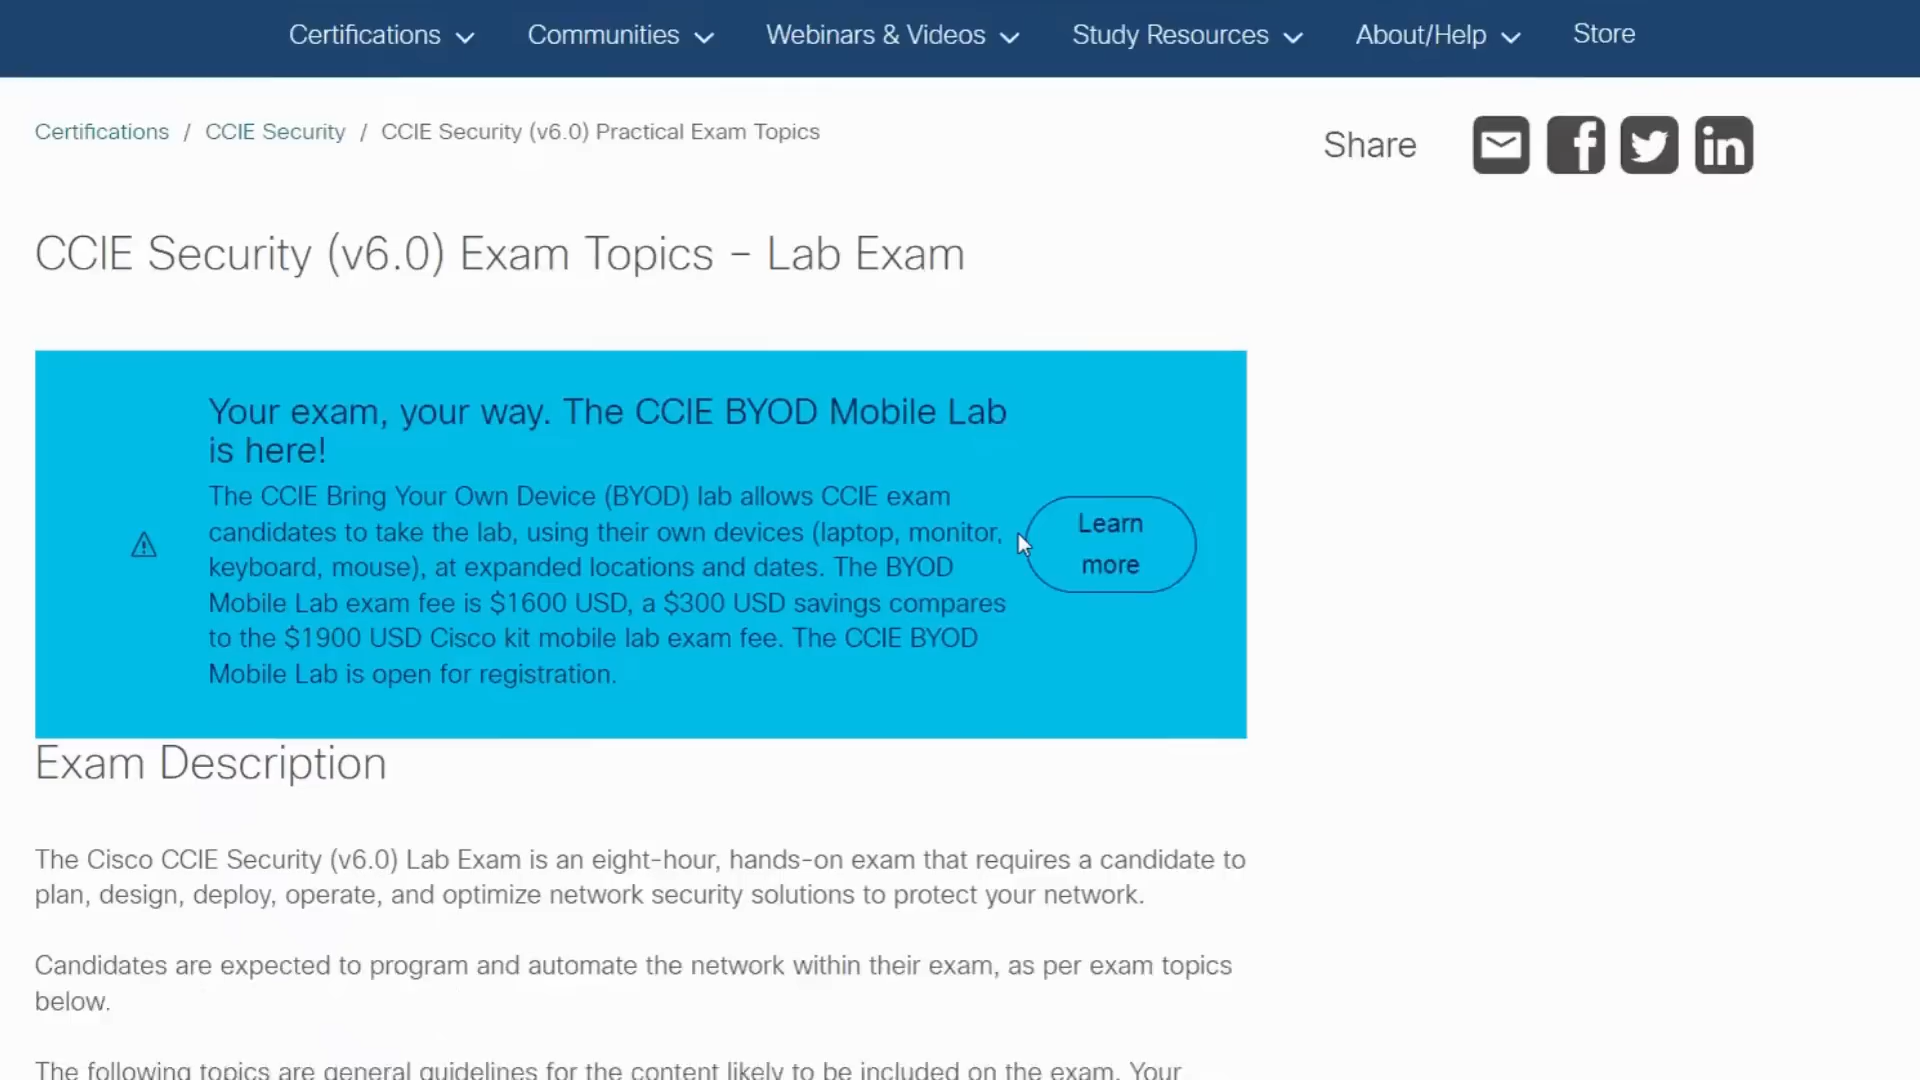 Certifications Communities Webinars & Videos Study Resources About/Help Store
Certifications / CCIE Security / CCIE Security (v6.0) Practical Exam Topics
Share
CCIE Security (v6.0) Exam Topics – Lab Exam
Your exam, your way. The CCIE BYOD Mobile Lab
is here!
The CCIE Bring Your Own Device (BYOD) lab allows CCIE exam
candidates to take the lab, using their own devices (laptop, monitor,
keyboard, mouse), at expanded locations and dates. The BYOD
Mobile Lab exam fee is $1600 USD, a $300 USD savings compares
to the $1900 USD Cisco kit mobile lab exam fee. The CCIE BYOD
Mobile Lab is open for registration.
Learn
more
Exam Description
The Cisco CCIE Security (v6.0) Lab Exam is an eight-hour, hands-on exam that requires a candidate to
plan, design, deploy, operate, and optimize network security solutions to protect your network.
Candidates are expected to program and automate the network within their exam, as per exam topics
below.
The following topics are general guidelines for the content likely to be included on the exam. Your